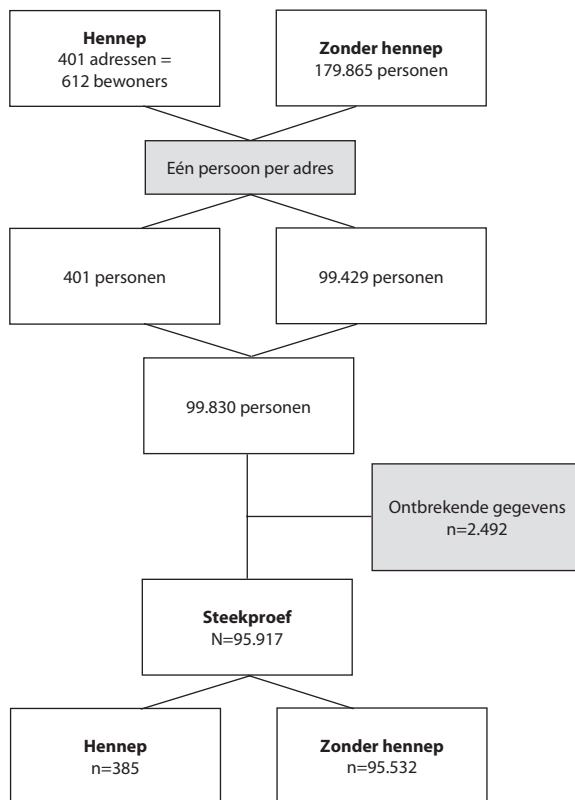 Hennep
401 adressen =
612 bewoners
Zonder hennep
179.865 personen
Eén persoon per adres
401 personen
99.429 personen
99.830 personen
Ontbrekende gegevens
n=2.492
Steekproef
N=95.917
Hennep
n=385
Zonder hennep
n=95.532